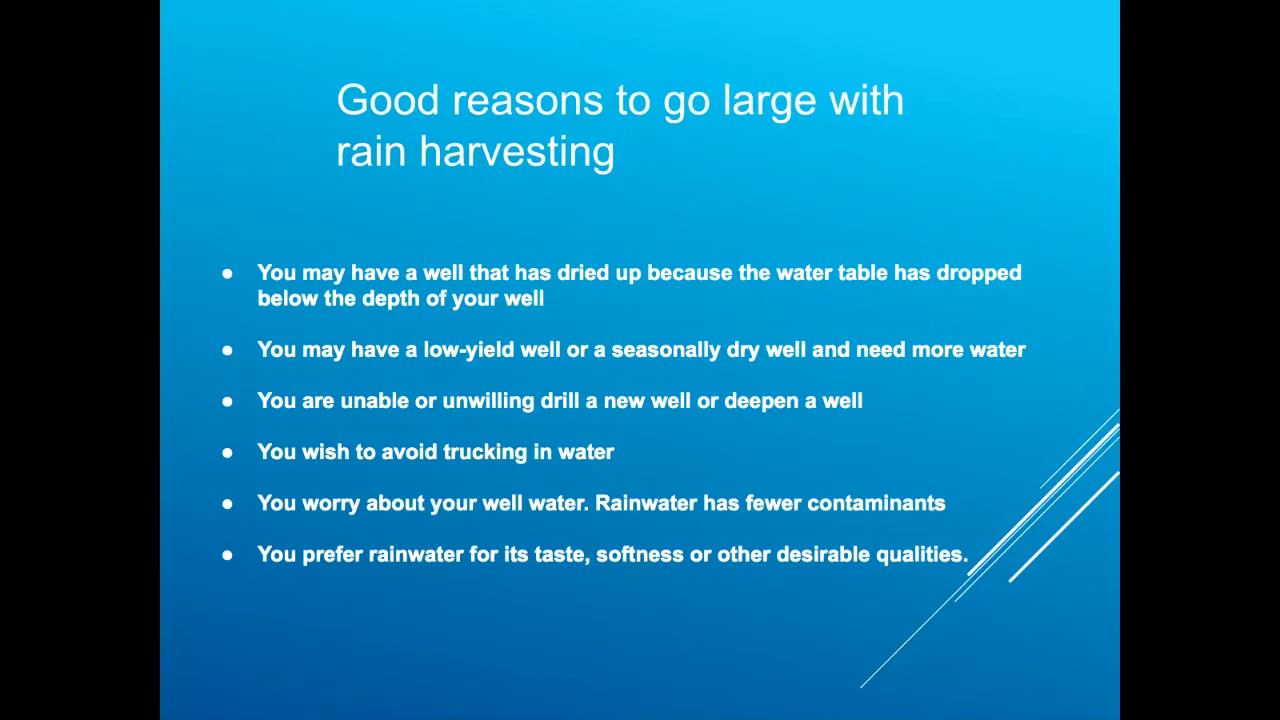 Good reasons to go large with
rain harvesting
● You may have a well that has dried up because the water table has dropped
below the depth of your well
● You may have a low-yield well or a seasonally dry well and need more water
● You are unable or unwilling drill a new well or deepen a well
● You wish to avoid trucking in water
● You worry about your well water. Rainwater has fewer contaminants
● You prefer rainwater for its taste, softness or other desirable qualities.